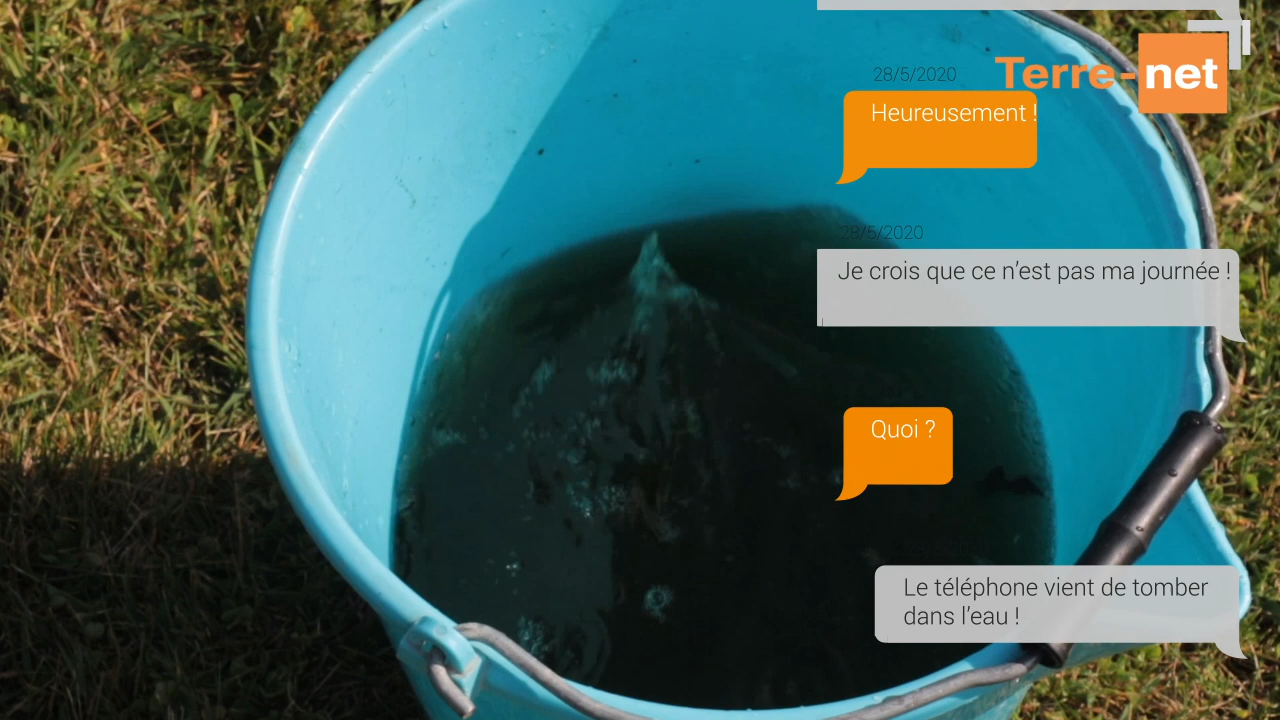 Terre-net
28/5/2020
Heureusement !
28/5/2020
Je crois que ce n’est pas ma journée !
Quoi ?
Le téléphone vient de tomber
dans l’eau !